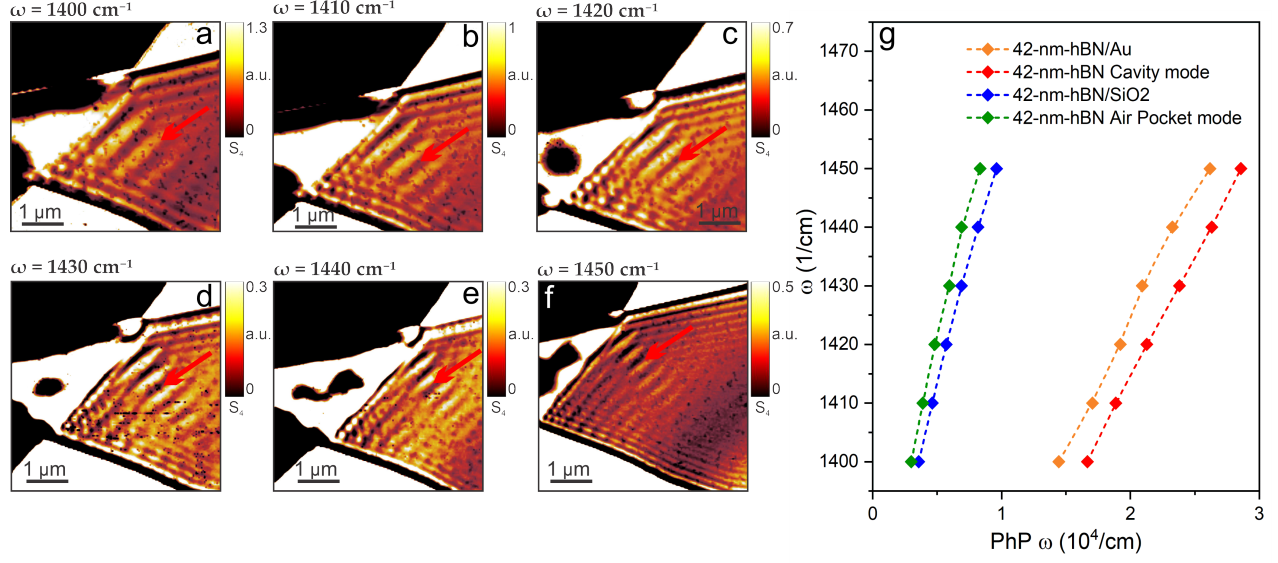 ω = 1400 cm⁻¹
a
1.3
a.u.
0
S₄
1 μm
ω = 1410 cm⁻¹
b
1
a.u.
0
S₄
1 μm
ω = 1420 cm⁻¹
c
0.7
a.u.
0
S₄
1 μm
ω = 1430 cm⁻¹
d
0.3
a.u.
0
S₄
1 μm
ω = 1440 cm⁻¹
e
0.3
a.u.
0
S₄
1 μm
ω = 1450 cm⁻¹
f
0.5
a.u.
0
S₄
1 μm
g
42-nm-hBN/Au
42-nm-hBN Cavity mode
42-nm-hBN/SiO2
42-nm-hBN Air Pocket mode
ω (1/cm)
1470
1460
1450
1440
1430
1420
1410
1400
0 1 2 3
PhP ω (10⁴/cm)